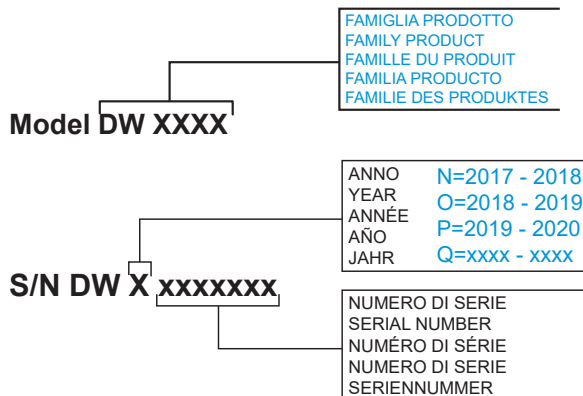 FAMIGLIA PRODOTTO
FAMILY PRODUCT
FAMILLE DU PRODUIT
FAMILIA PRODUCTO
FAMILIE DES PRODUKTES
Model DW XXXX
ANNO
YEAR
ANNÉE
AÑO
JAHR
N=2017 - 2018
O=2018 - 2019
P=2019 - 2020
Q=xxxx - xxxx
S/N DW X xxxxxxx
NUMERO DI SERIE
SERIAL NUMBER
NUMÉRO DI SÉRIE
NUMERO DI SERIE
SERIENNUMMER